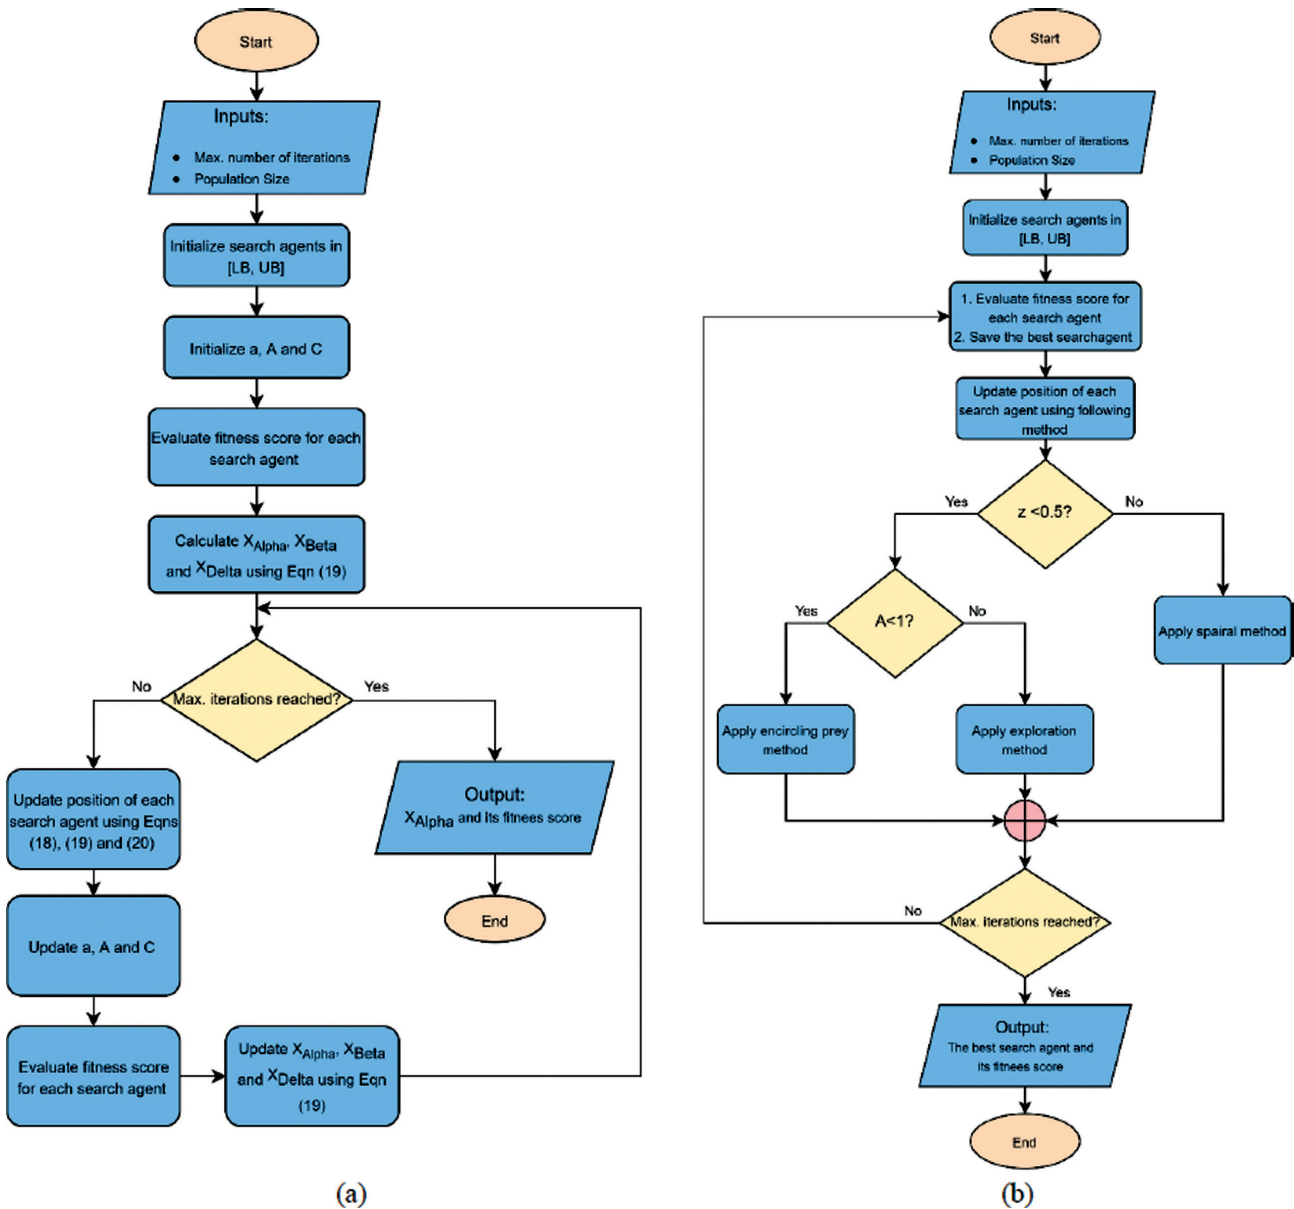 Start
Inputs:
● Max. number of iterations
● Population Size
Initialize search agents in
[LB, UB]
Initialize a, A and C
Evaluate fitness score for each
search agent
Calculate XAlpha, XBeta
and XDelta using Eqn (19)
Max. iterations reached?
No
Yes
Update position of each
search agent using Eqns
(18), (19) and (20)
Update a, A and C
Evaluate fitness score
for each search agent
Update XAlpha, XBeta
and XDelta using Eqn
(19)
Output:
XAlpha and its fitnees score
End
(a)
Start
Inputs:
● Max. number of iterations
● Population Size
Initialize search agents in
[LB, UB]
1. Evaluate fitness score for
each search agent
2. Save the best searchagent
Update position of each
search agent using following
method
z <0.5?
Yes
No
A<1?
Yes
No
Apply spairal method
Apply encircling prey
method
Apply exploration
method
Max. iterations reached?
No
Yes
Output:
The best search agent and
its fitnees score
End
(b)